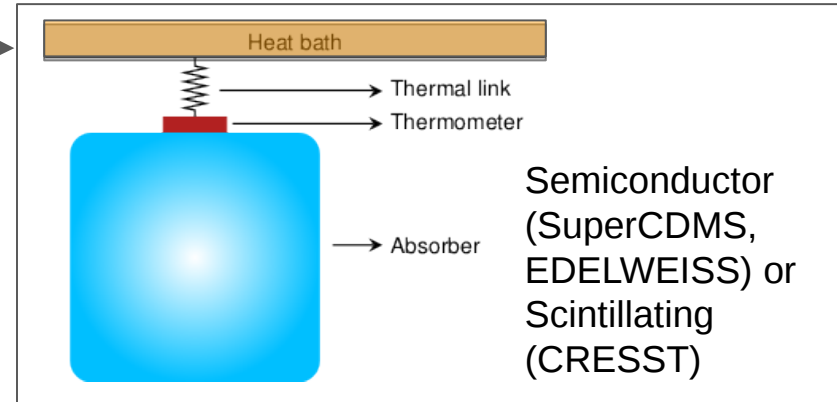 Heat bath
Thermal link
Thermometer
Absorber
Semiconductor
(SuperCDMS,
EDELWEISS) or
Scintillating
(CRESST)